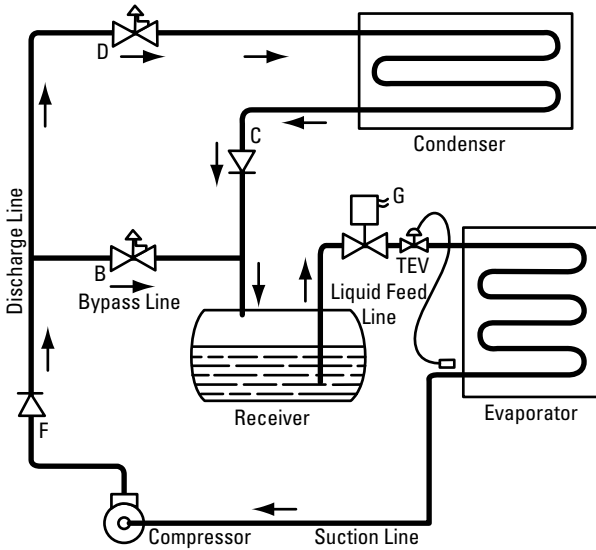 D
C
Condenser
Discharge Line
G
B
Bypass Line
TEV
Liquid Feed
Line
Receiver
Evaporator
F
Compressor
Suction Line